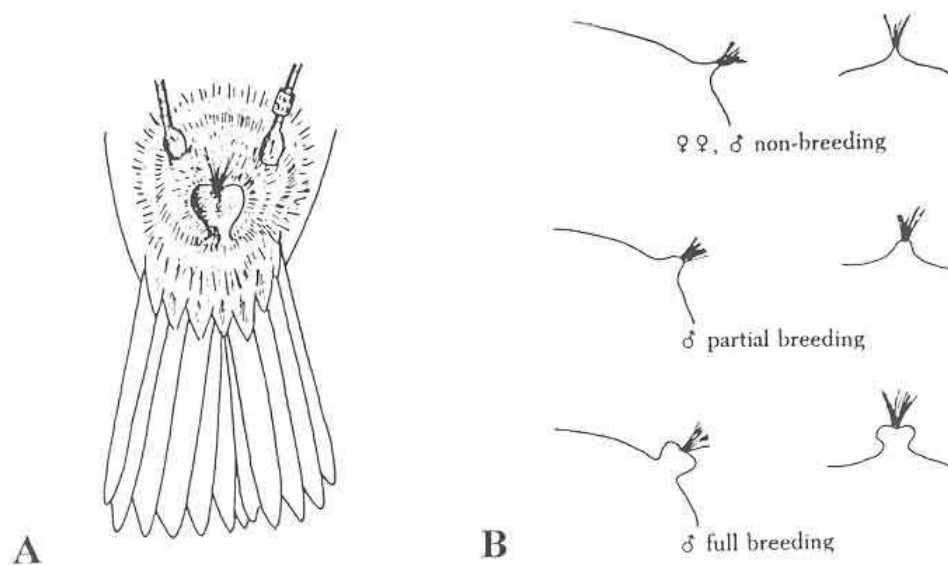 ♀♀, ♂ non-breeding
♂ partial breeding
♂ full breeding
A
B